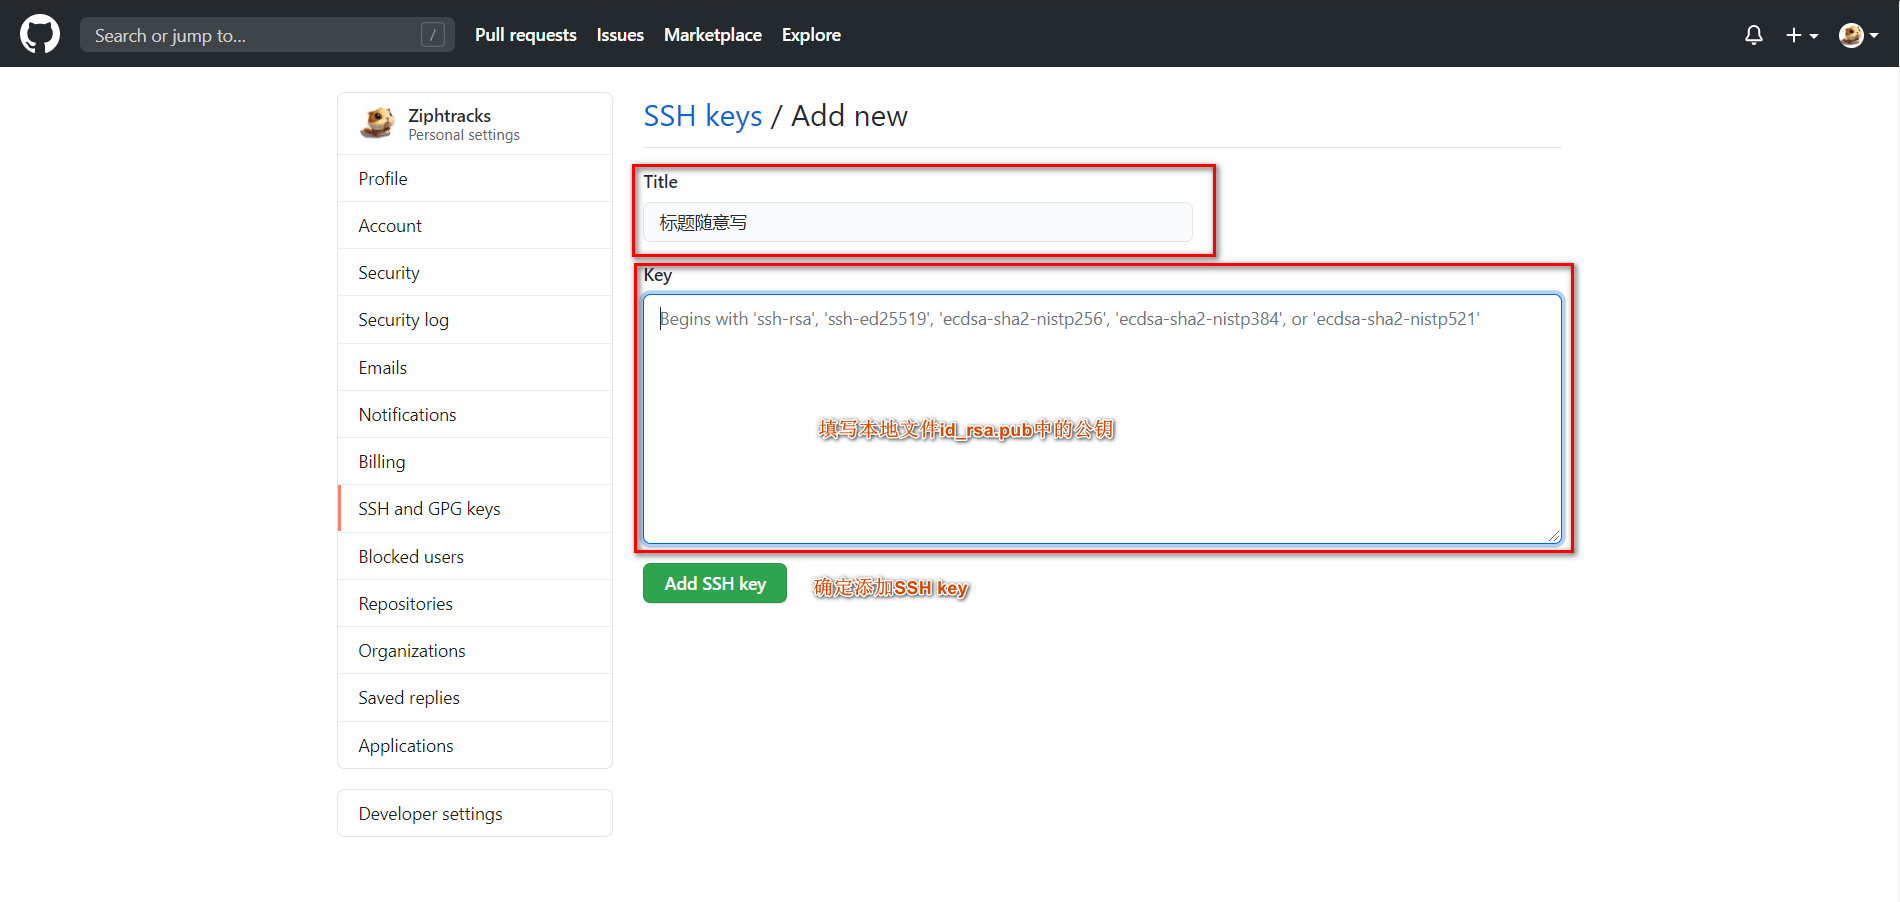 Search or jump to...
/
Pull requests
Issues
Marketplace
Explore
Ziphtracks
Personal settings
Profile
Account
Security
Security log
Emails
Notifications
Billing
SSH and GPG keys
Blocked users
Repositories
Organizations
Saved replies
Applications
Developer settings
SSH keys / Add new
Title
标题随意写
Key
Begins with 'ssh-rsa', 'ssh-ed25519', 'ecdsa-sha2-nistp256', 'ecdsa-sha2-nistp384', or 'ecdsa-sha2-nistp521'
填写本地文件id_rsa.pub中的公钥
Add SSH key
确定添加SSH key